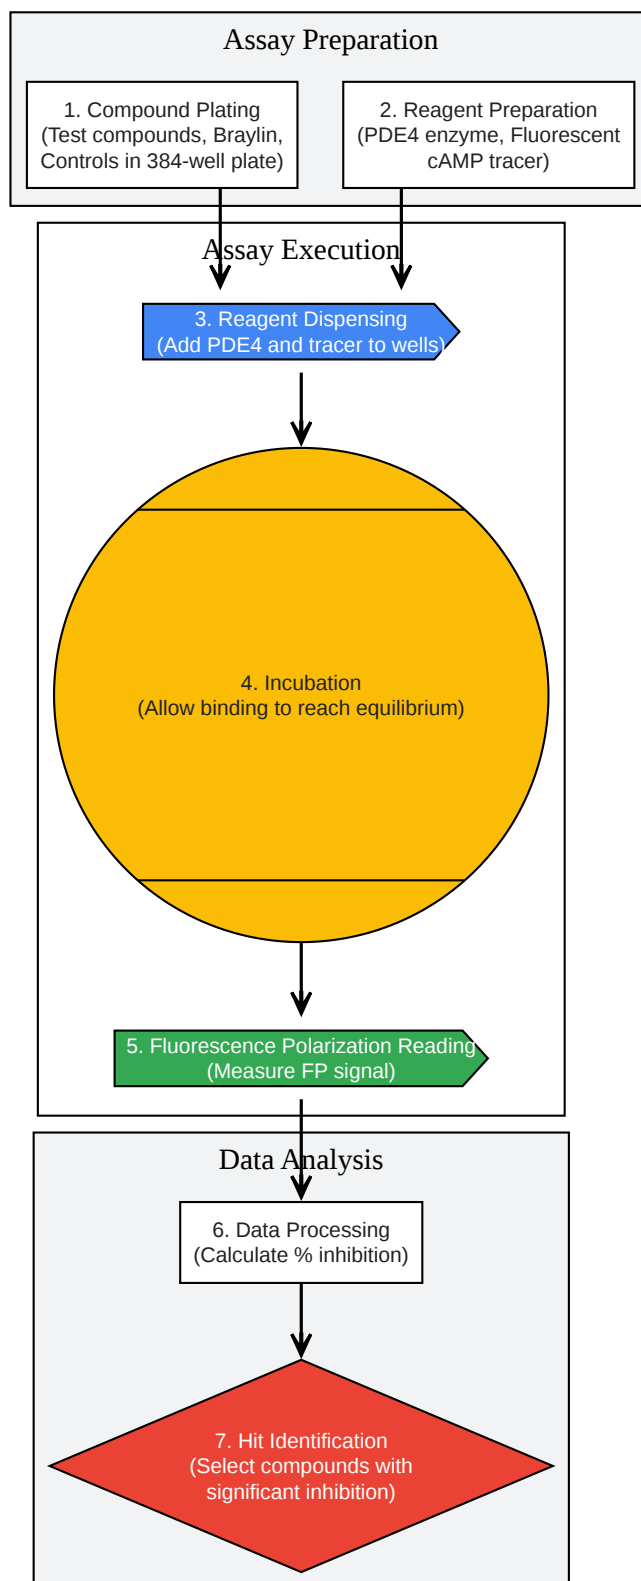 Assay Preparation
1. Compound Plating
(Test compounds, Braylin,
Controls in 384-well plate)
2. Reagent Preparation
(PDE4 enzyme, Fluorescent
cAMP tracer)
Assay Execution
3. Reagent Dispensing
(Add PDE4 and tracer to wells)
4. Incubation
(Allow binding to reach equilibrium)
5. Fluorescence Polarization Reading
(Measure FP signal)
Data Analysis
6. Data Processing
(Calculate % inhibition)
7. Hit Identification
(Select compounds with
significant inhibition)